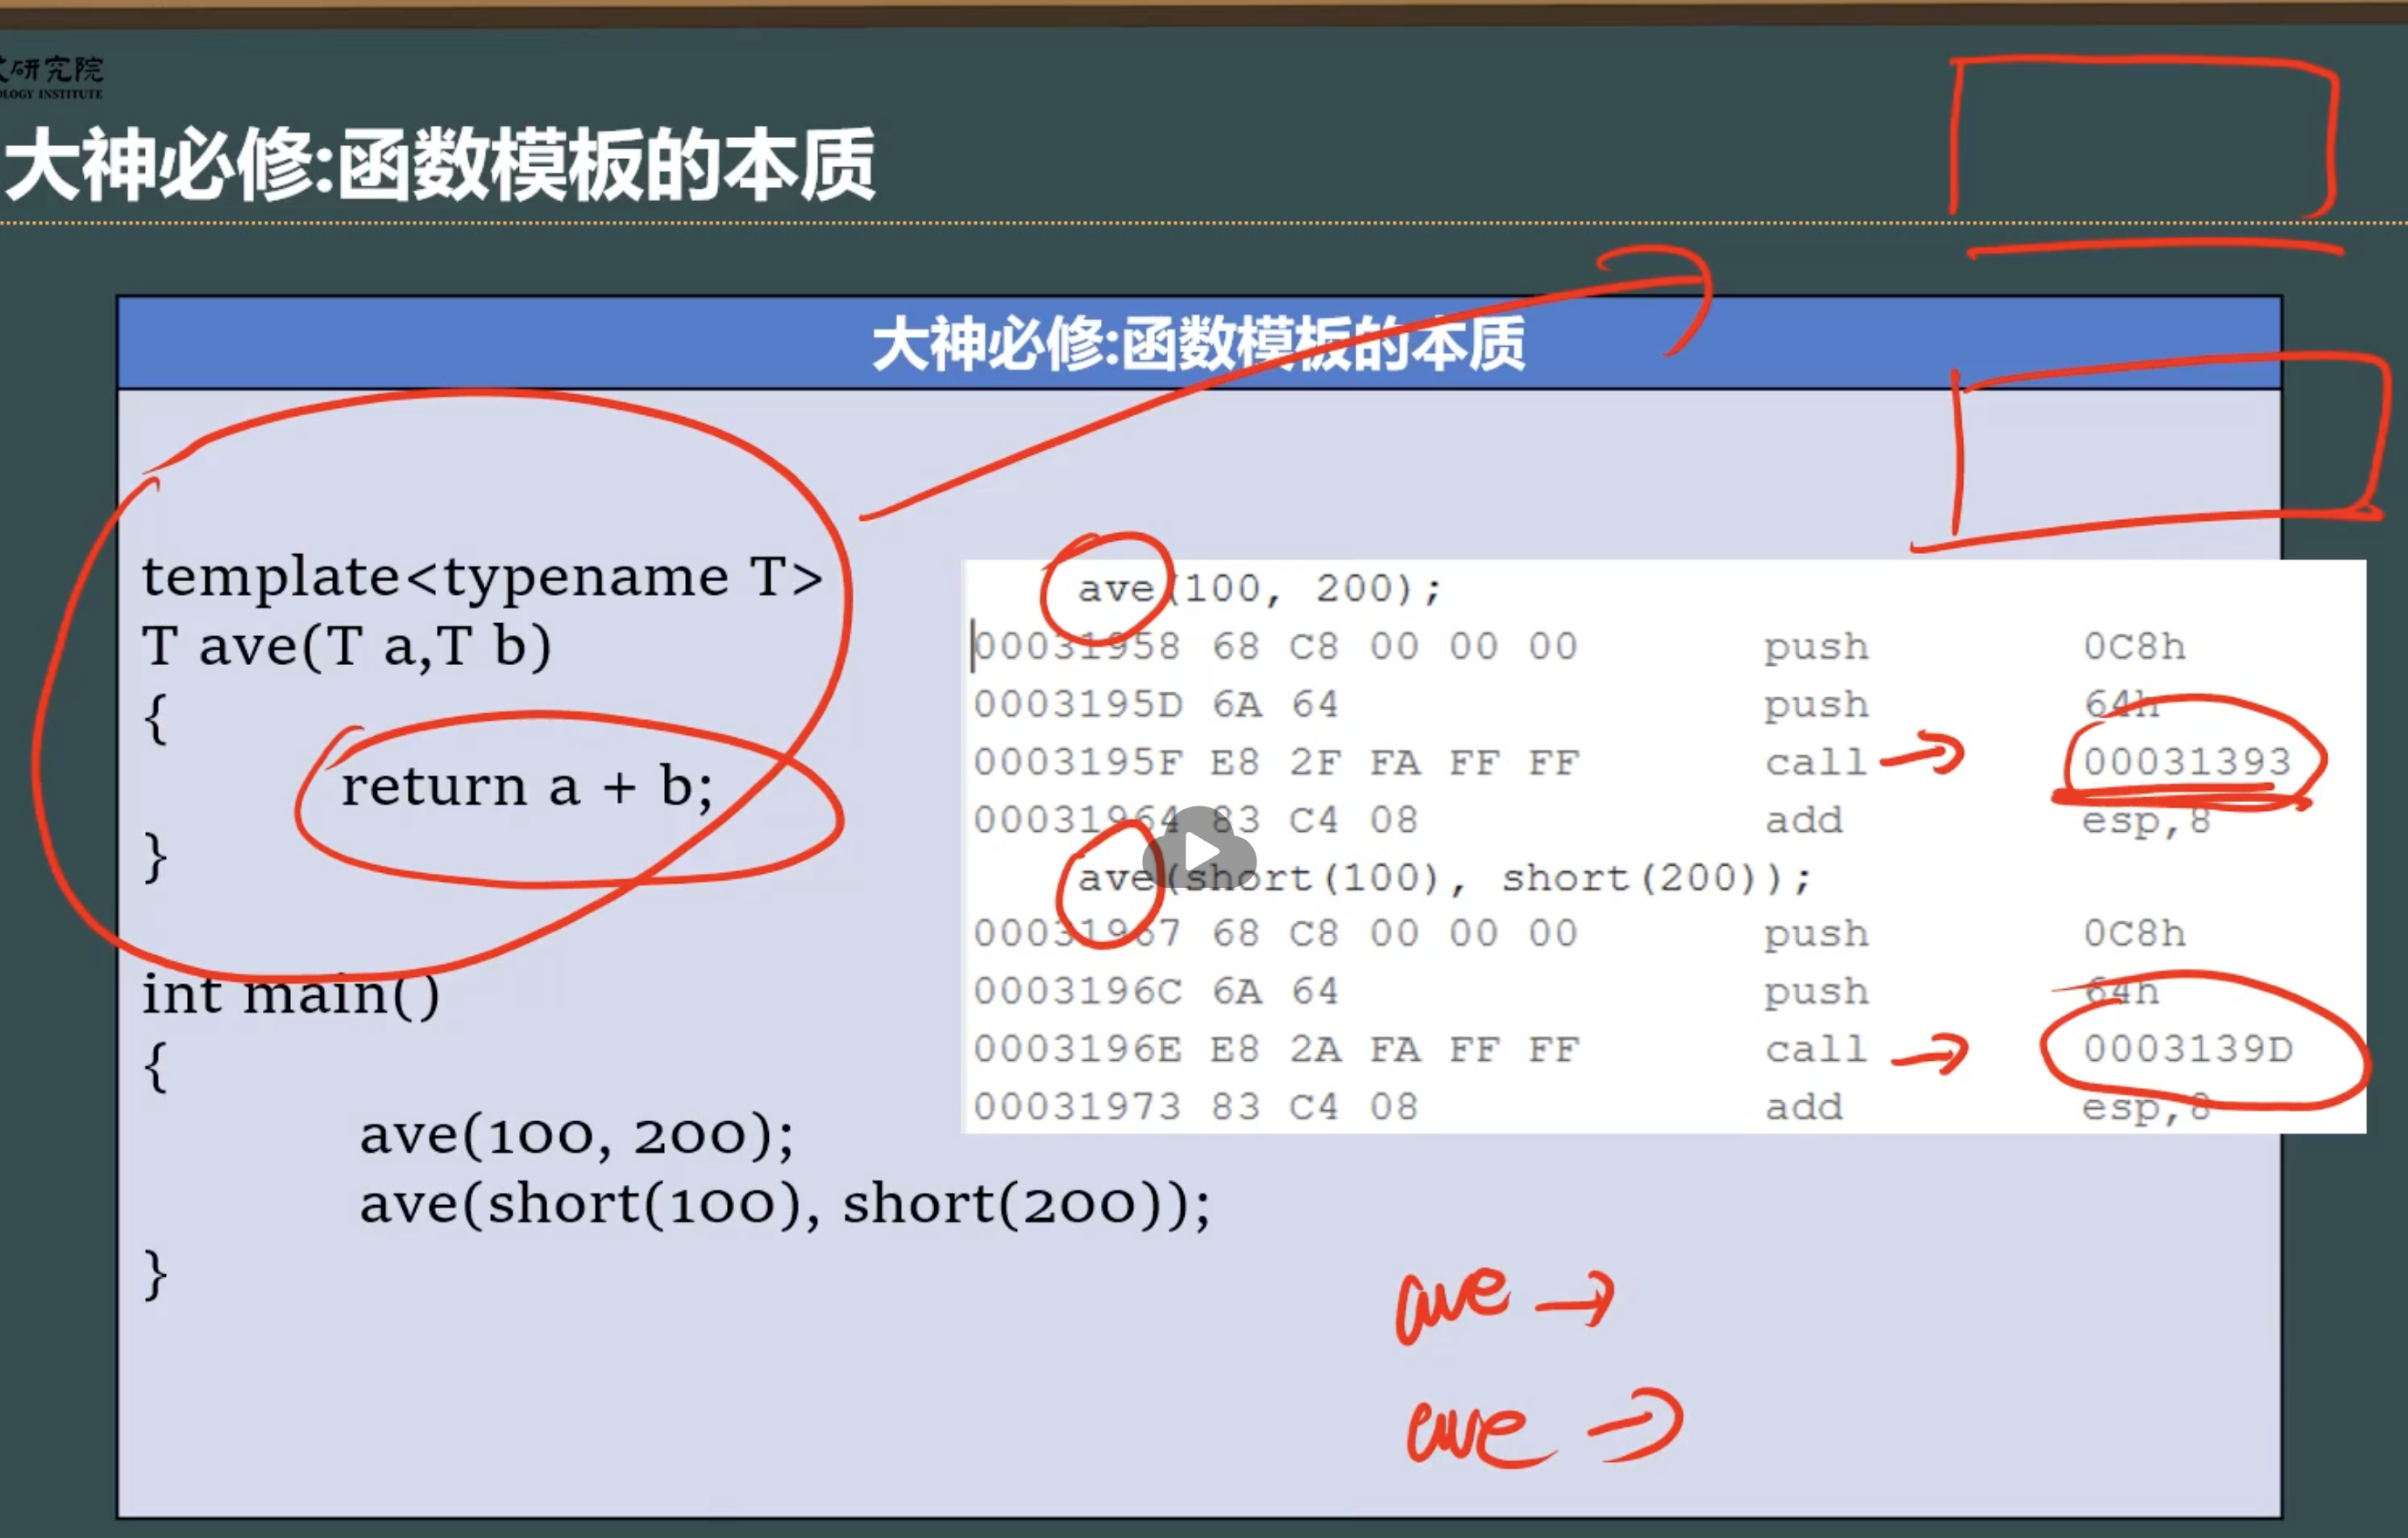 研究院
OLOGY INSTITUTE
大神必修:函数模板的本质
大神必修:函数模板的本质
template<typename T>
T ave(T a,T b)
{
return a + b;
}
int main()
{
ave(100, 200);
ave(short(100), short(200));
}
ave(100, 200);
00031958 68 C8 00 00 00 push 0C8h
0003195D 6A 64 push 64h
0003195F E8 2F FA FF FF call 00031393
00031964 83 C4 08 add esp,8
ave(short(100), short(200));
00031967 68 C8 00 00 00 push 0C8h
0003196C 6A 64 push 64h
0003196E E8 2A FA FF FF call 0003139D
00031973 83 C4 08 add esp,8
ave →
ave →